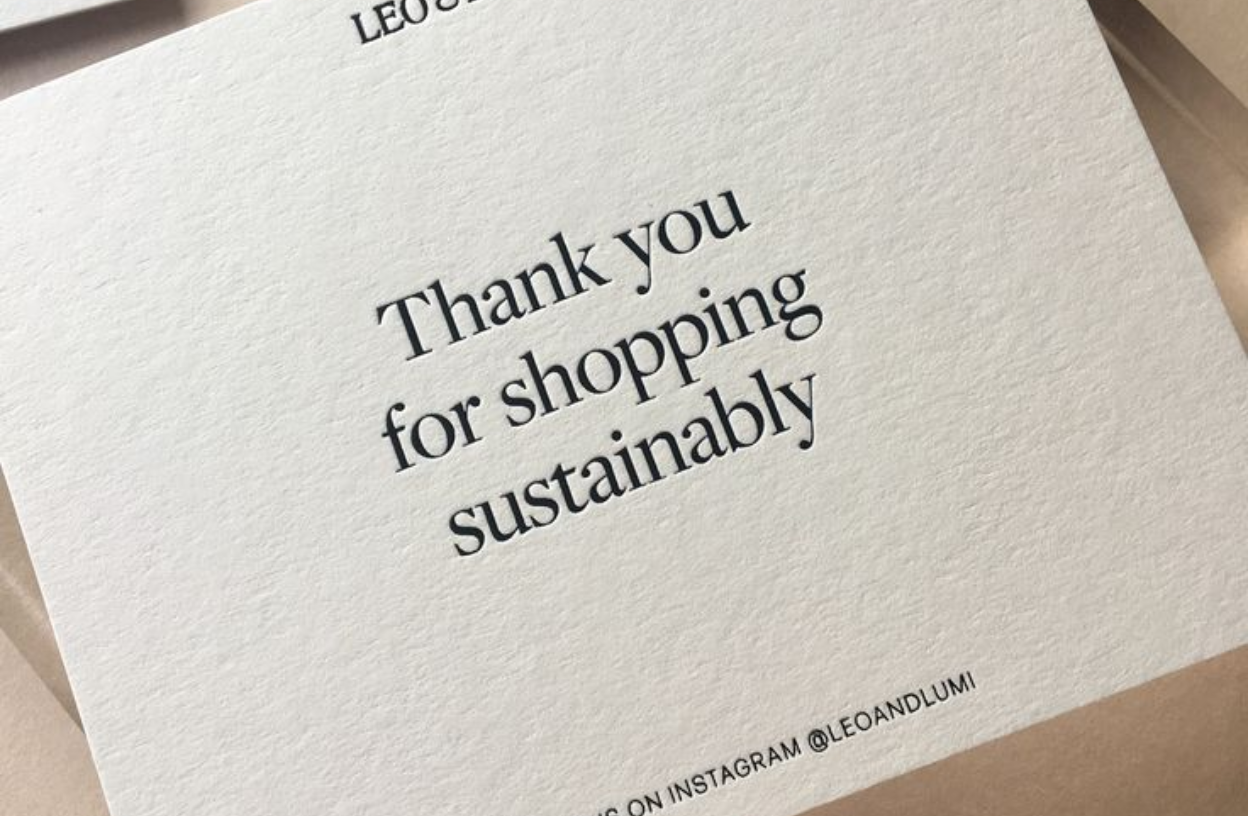 Thank you
for shopping
sustainably
ON INSTAGRAM @LEOANDLUMI